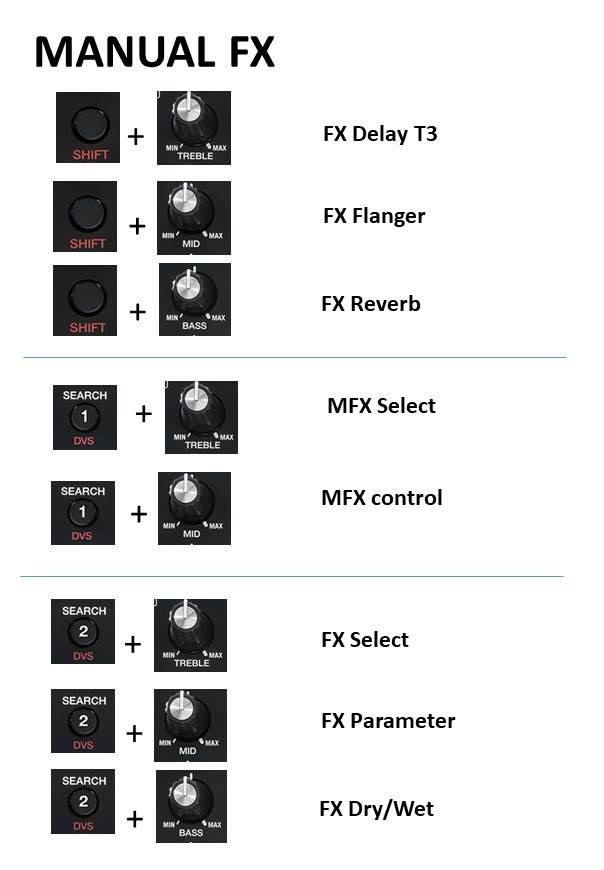 MANUAL FX
SHIFT + MIN MAX TREBLE FX Delay T3
SHIFT + MIN MAX MID FX Flanger
SHIFT + MIN MAX BASS FX Reverb
SEARCH 1 DVS + MIN MAX TREBLE MFX Select
SEARCH 1 DVS + MIN MAX MID MFX control
SEARCH 2 DVS + MIN MAX TREBLE FX Select
SEARCH 2 DVS + MIN MAX MID FX Parameter
SEARCH 2 DVS + MIN MAX BASS FX Dry/Wet